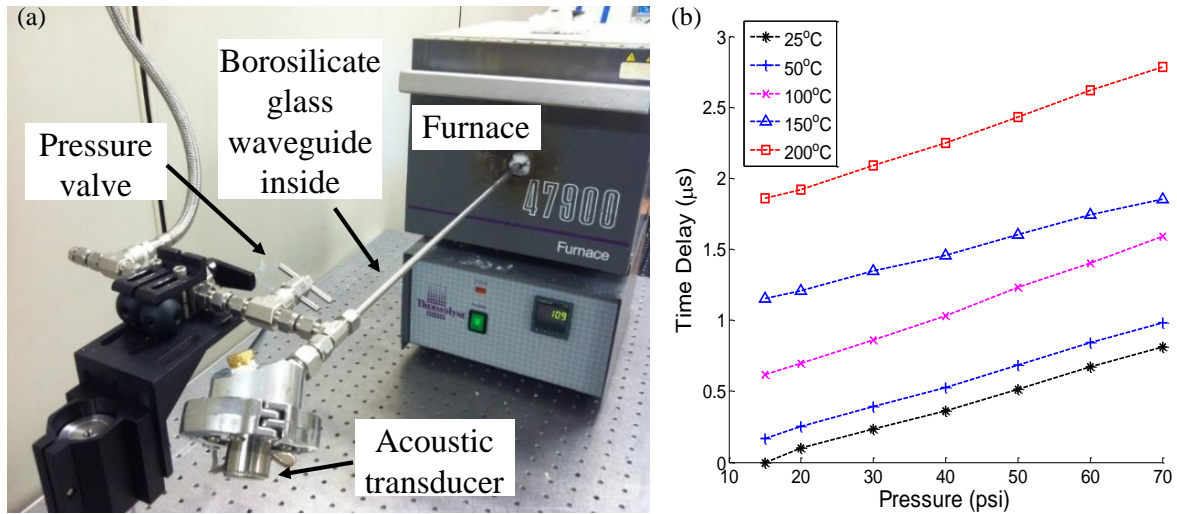 (a)
Borosilicate
glass
waveguide
inside
Furnace
Pressure
valve
47900
Furnace
THERMOLYNE
109
Acoustic
transducer
(b)
25°C
50°C
100°C
150°C
200°C
3
2.5
2
1.5
1
0.5
0
10 20 30 40 50 60 70
Time Delay (μs)
Pressure (psi)